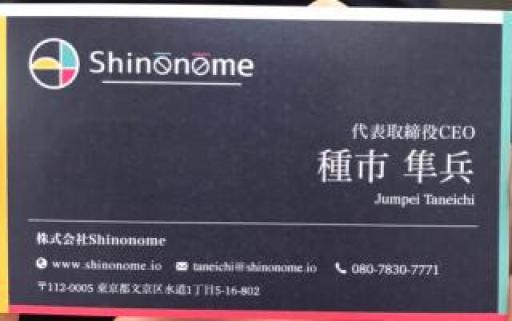 Shinonome
代表取締役CEO
種市 隼兵
Jumpei Taneichi
株式会社Shinonome
www.shinonome.io taneichi@shinonome.io 080-7830-7771
〒112-0005 東京都文京区水道1丁目5-16-802